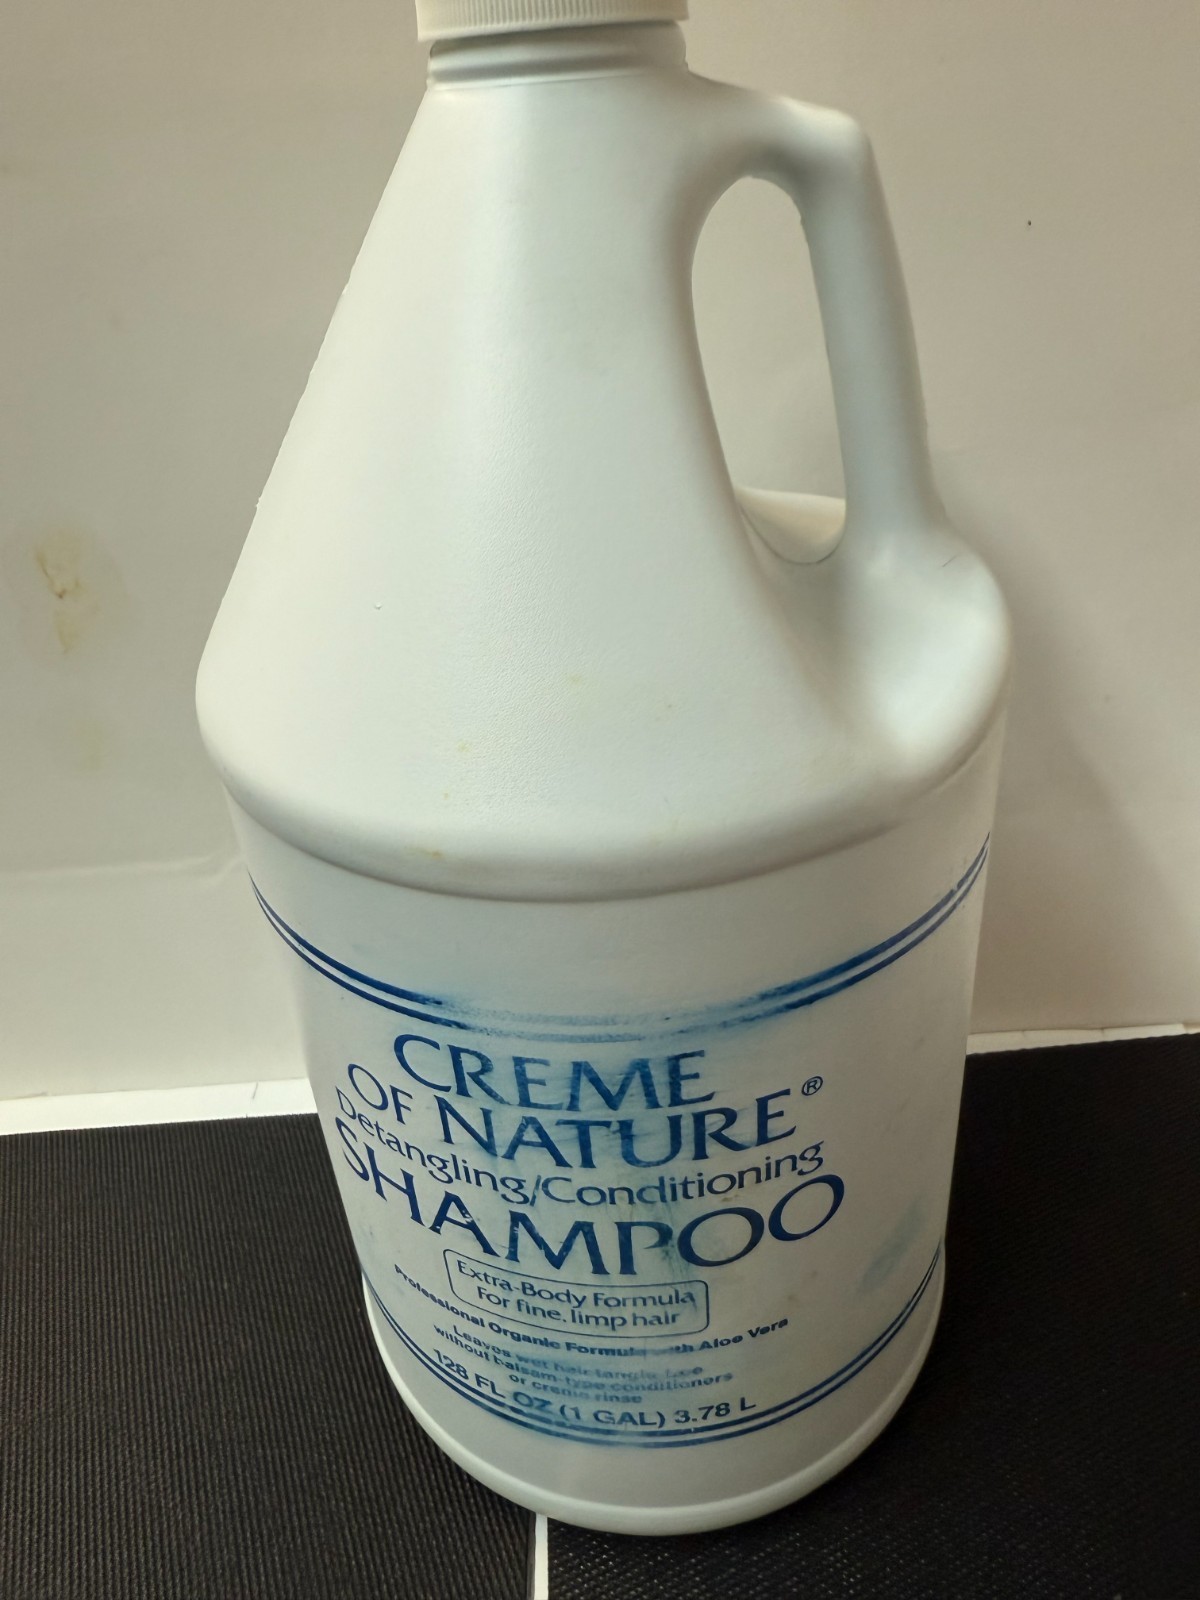 CREME
OF NATURE®
Detangling/Conditioning
SHAMPOO
Extra-Body Formula
For fine, limp hair
Professional Organic Formula with Aloe Vera
Leaves wet hair tangle free
without balsam-type conditioners
or creme rinse
128 FL OZ (1 GAL) 3.78 L